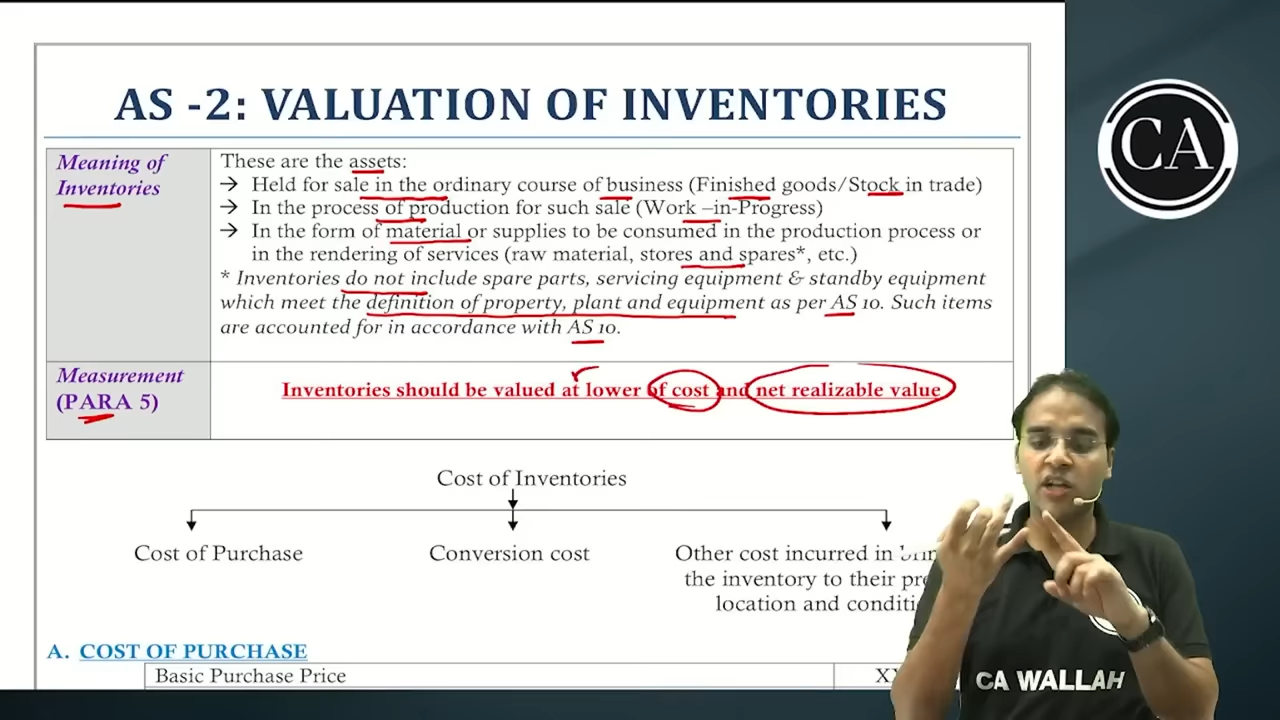 AS -2: VALUATION OF INVENTORIES
Meaning of
Inventories
These are the assets:
→ Held for sale in the ordinary course of business (Finished goods/Stock in trade)
→ In the process of production for such sale (Work –in-Progress)
→ In the form of material or supplies to be consumed in the production process or
in the rendering of services (raw material, stores and spares*, etc.)
* Inventories do not include spare parts, servicing equipment & standby equipment
which meet the definition of property, plant and equipment as per AS 10. Such items
are accounted for in accordance with AS 10.
Measurement
(PARA 5)
Inventories should be valued at lower of cost and net realizable value
Cost of Inventories
Cost of Purchase
Conversion cost
Other cost incurred in
the inventory to their
location and
A. COST OF PURCHASE
Basic Purchase Price
CA
CA WALLAH